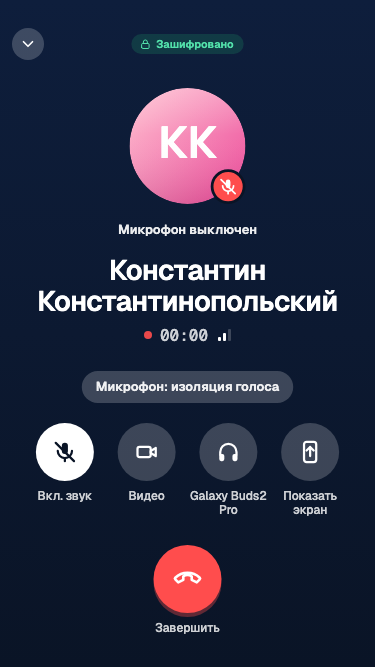 Зашифровано
КК
Микрофон выключен
Константин
Константинопольский
00:00
Микрофон: изоляция голоса
Вкл. звук
Видео
Galaxy Buds2
Pro
Показать
экран
Завершить